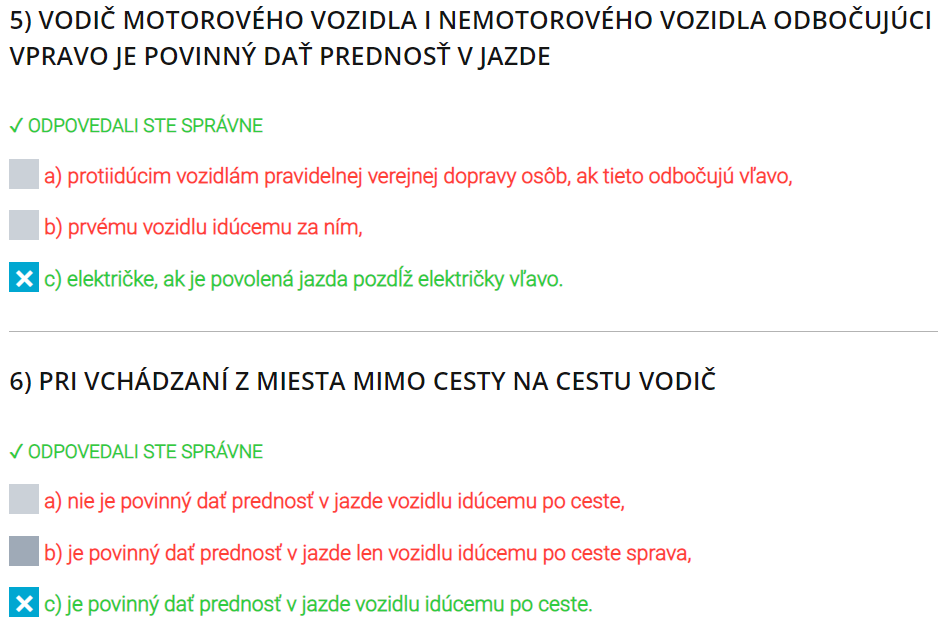 5) VODIČ MOTOROVÉHO VOZIDLA I NEMOTOROVÉHO VOZIDLA ODBOČUJÚCI
VPRAVO JE POVINNÝ DAŤ PREDNOSŤ V JAZDE
✓ ODPOVEDALI STE SPRÁVNE
a) protiidúcim vozidlám pravidelnej verejnej dopravy osôb, ak tieto odbočujú vľavo,
b) prvému vozidlu idúcemu za ním,
c) električke, ak je povolená jazda pozdĺž električky vľavo.
6) PRI VCHÁDZANÍ Z MIESTA MIMO CESTY NA CESTU VODIČ
✓ ODPOVEDALI STE SPRÁVNE
a) nie je povinný dať prednosť v jazde vozidlu idúcemu po ceste,
b) je povinný dať prednosť v jazde len vozidlu idúcemu po ceste sprava,
c) je povinný dať prednosť v jazde vozidlu idúcemu po ceste.